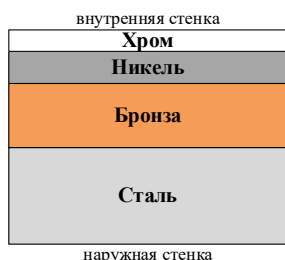 внутренняя стенка
Хром
Никель
Бронза
Сталь
наружная стенка